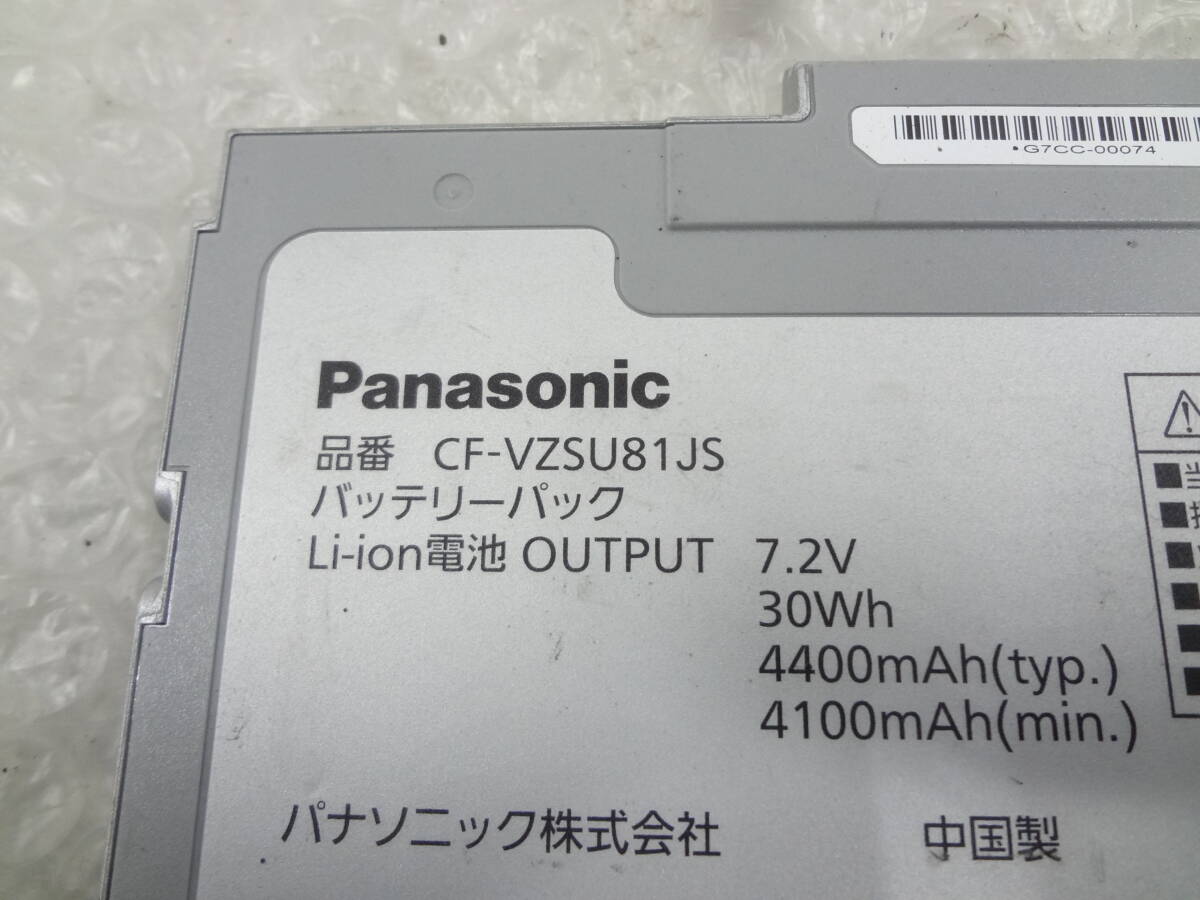 G7CC-00074
Panasonic
品番 CF-VZSU81JS
バッテリーパック
Li-ion電池 OUTPUT 7.2V
30Wh
4400mAh(typ.)
4100mAh(min.)
パナソニック株式会社 中国製